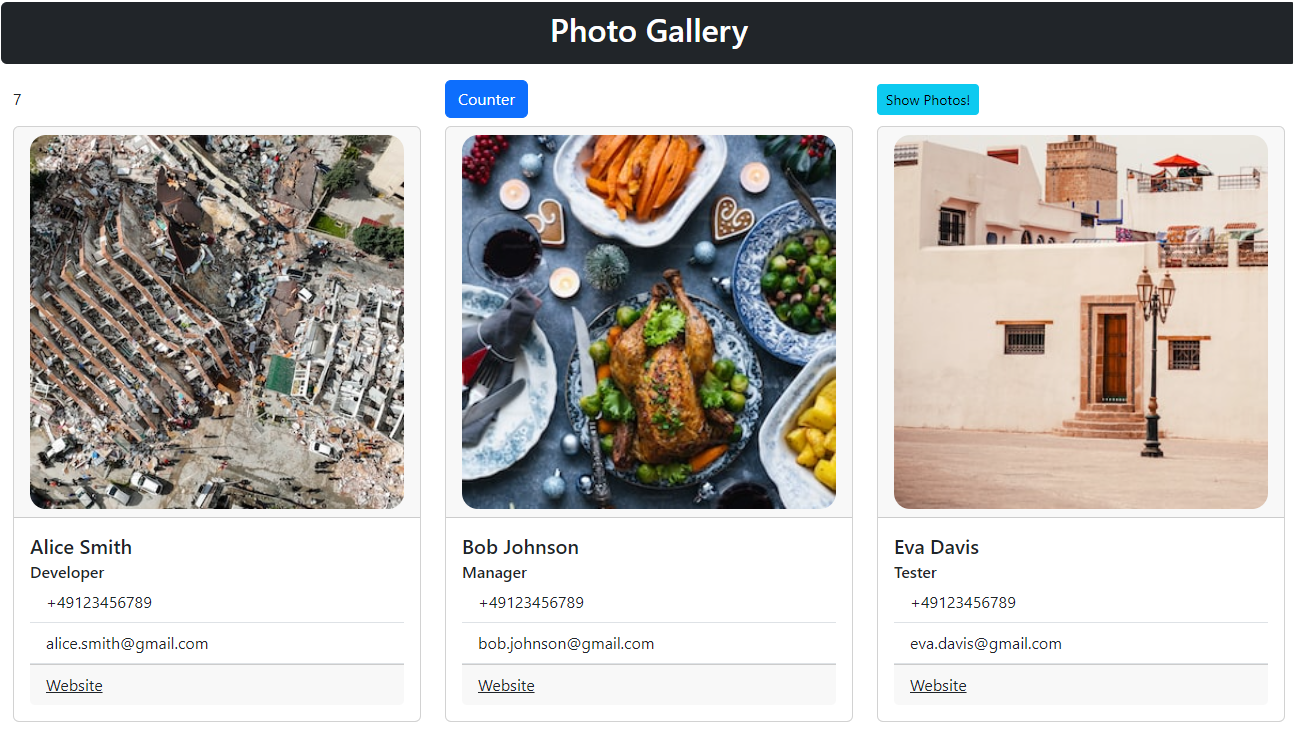 Photo Gallery
7
Counter
Show Photos!
Alice Smith
Developer
+49123456789
alice.smith@gmail.com
Website
Bob Johnson
Manager
+49123456789
bob.johnson@gmail.com
Website
Eva Davis
Tester
+49123456789
eva.davis@gmail.com
Website